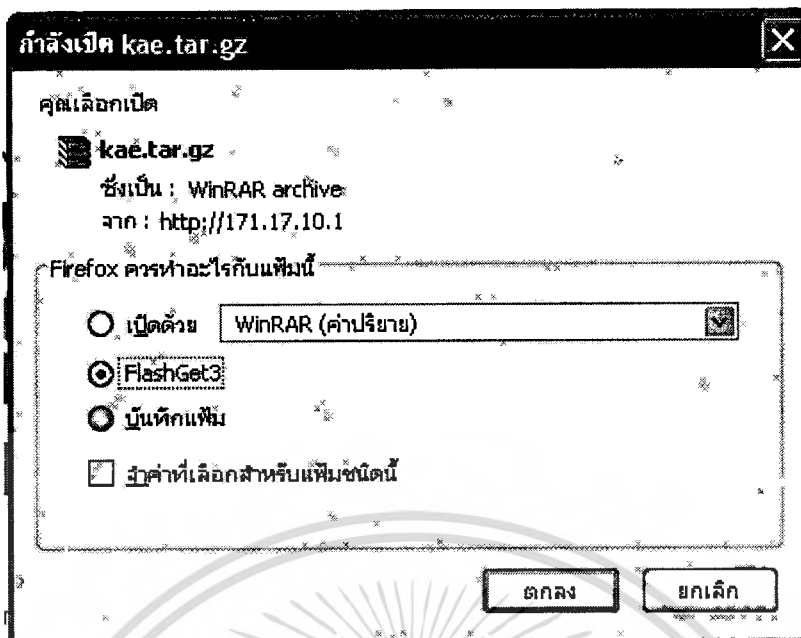 กำลังเปิด kae.tar.gz
คุณเลือกเปิด
kae.tar.gz
ซึ่งเป็น : WinRAR archive
จาก : http://171.17.10.1
Firefox ควรทำอะไรกับแฟ้มนี้
เปิดด้วย WinRAR (ค่าปริยาย)
FlashGet3
บันทึกแฟ้ม
จำค่าที่เลือกสำหรับแฟ้มชนิดนี้
ตกลง ยกเลิก